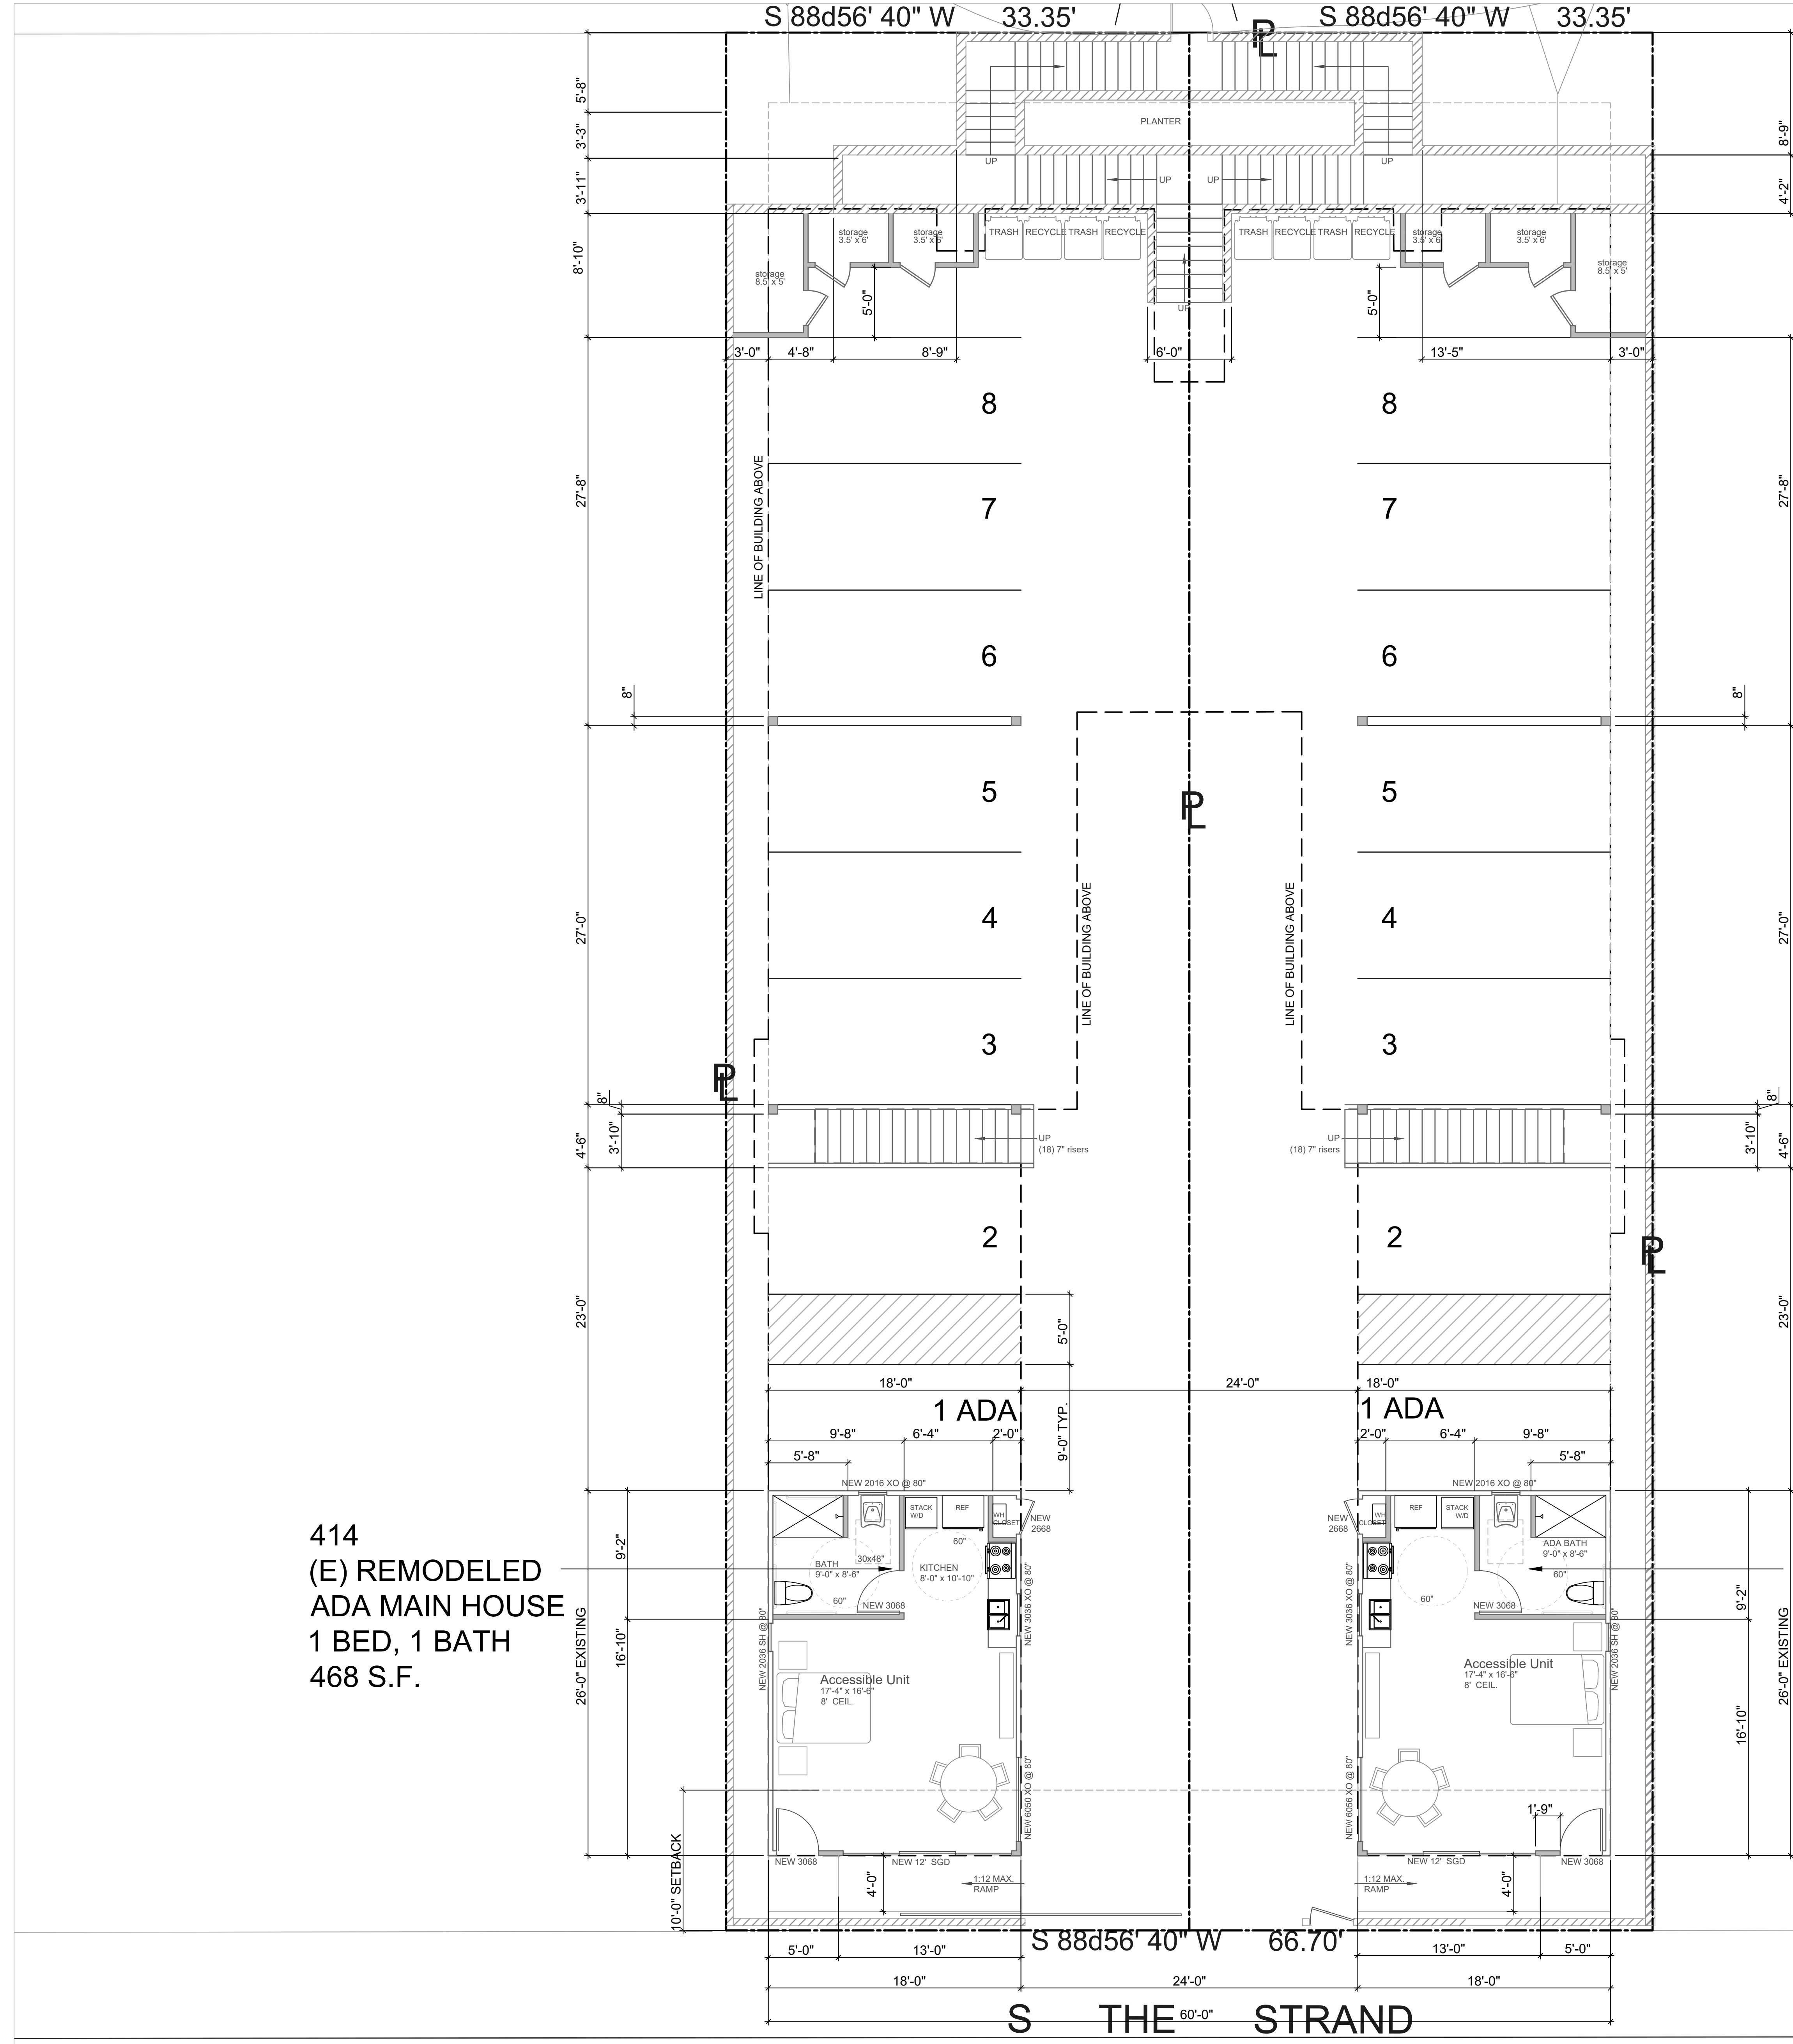 S 88d56' 40" W 33.35'
S 88d56' 40" W 33.35'
PL
5'-8"
3'-3"
3'-11"
8'-10"
8'-9"
4'-2"
PLANTER
UP
UP
UP
UP
storage
3.5' x 6'
storage
3.5' x 6'
TRASH
RECYCLE
TRASH
RECYCLE
TRASH
RECYCLE
TRASH
RECYCLE
storage
3.5' x 6'
storage
3.5' x 6'
storage
8.5' x 5'
storage
8.5' x 5'
5'-0"
UP
5'-0"
3'-0"
4'-8"
8'-9"
6'-0"
13'-5"
3'-0"
8
8
LINE OF BUILDING ABOVE
27'-8"
27'-8"
7
7
6
6
8"
8"
5
5
PL
4
4
27'-0"
27'-0"
LINE OF BUILDING ABOVE
LINE OF BUILDING ABOVE
3
3
PL
8"
8"
4'-6"
3'-10"
UP
(18) 7" risers
UP
(18) 7" risers
3'-10"
4'-6"
2
2
PL
23'-0"
23'-0"
5'-0"
18'-0"
24'-0"
18'-0"
1 ADA
1 ADA
9'-0" TYP.
9'-8"
6'-4"
2'-0"
2'-0"
6'-4"
9'-8"
5'-8"
5'-8"
NEW 2016 XO @ 80"
NEW 2016 XO @ 80"
STACK
W/D
REF
WH
CLOSET
NEW
2668
NEW
2668
WH
CLOSET
REF
STACK
W/D
414
(E) REMODELED
ADA MAIN HOUSE
1 BED, 1 BATH
468 S.F.
9'-2"
BATH
9'-0" x 8'-6"
30x48"
60"
60"
KITCHEN
8'-0" x 10'-10"
NEW 3068
NEW 3036 XO @ 80"
NEW 3036 XO @ 80"
60"
ADA BATH
9'-0" x 8'-6"
60"
NEW 3068
9'-2"
26'-0" EXISTING
16'-10"
NEW 2036 SH @ 80"
Accessible Unit
17'-4" x 16'-6"
8' CEIL.
Accessible Unit
17'-4" x 16'-6"
8' CEIL.
NEW 2036 SH @ 80"
16'-10"
26'-0" EXISTING
NEW 6050 XO @ 80"
NEW 6056 XO @ 80"
1'-9"
10'-0" SETBACK
NEW 3068
NEW 12' SGD
NEW 12' SGD
NEW 3068
4'-0"
1:12 MAX.
RAMP
1:12 MAX.
RAMP
4'-0"
S 88d56' 40" W 66.70'
5'-0"
13'-0"
13'-0"
5'-0"
18'-0"
24'-0"
18'-0"
60'-0"
S THE STRAND